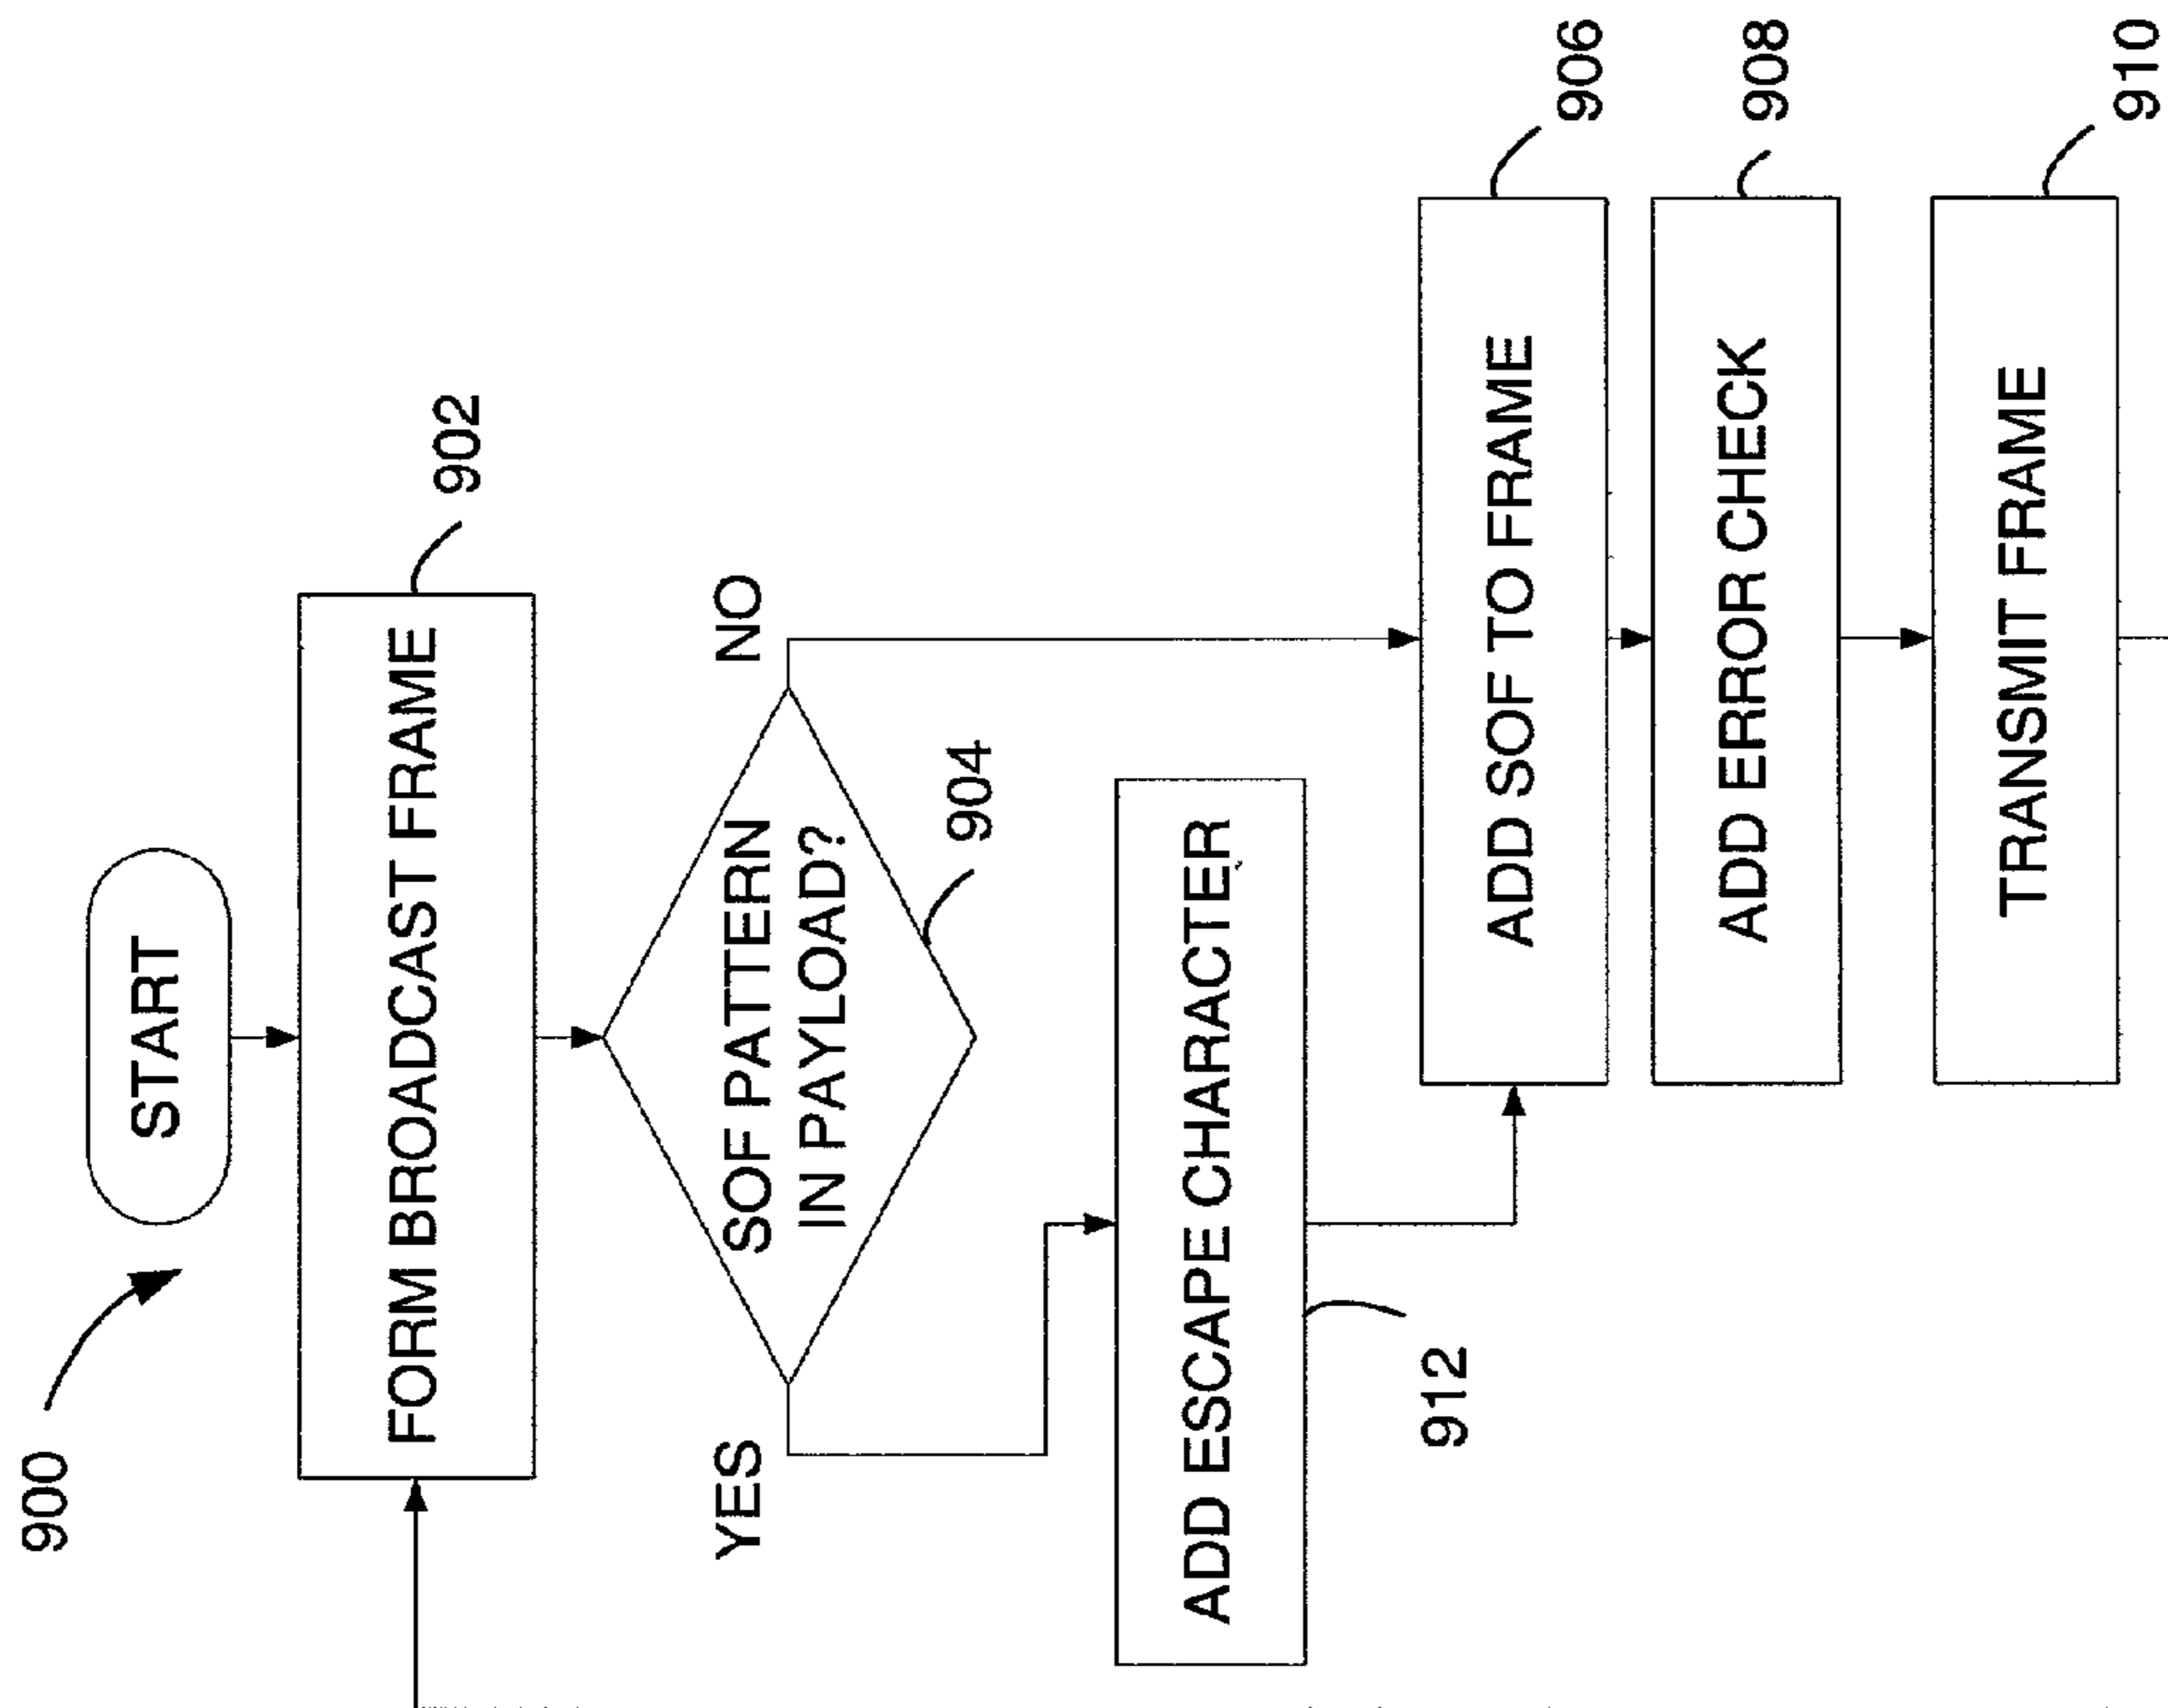 900
START
FORM BROADCAST FRAME
902
YES
NO
SOF PATTERN
IN PAYLOAD?
904
ADD ESCAPE CHARACTER
912
ADD SOF TO FRAME
906
ADD ERROR CHECK
908
TRANSMIT FRAME
910